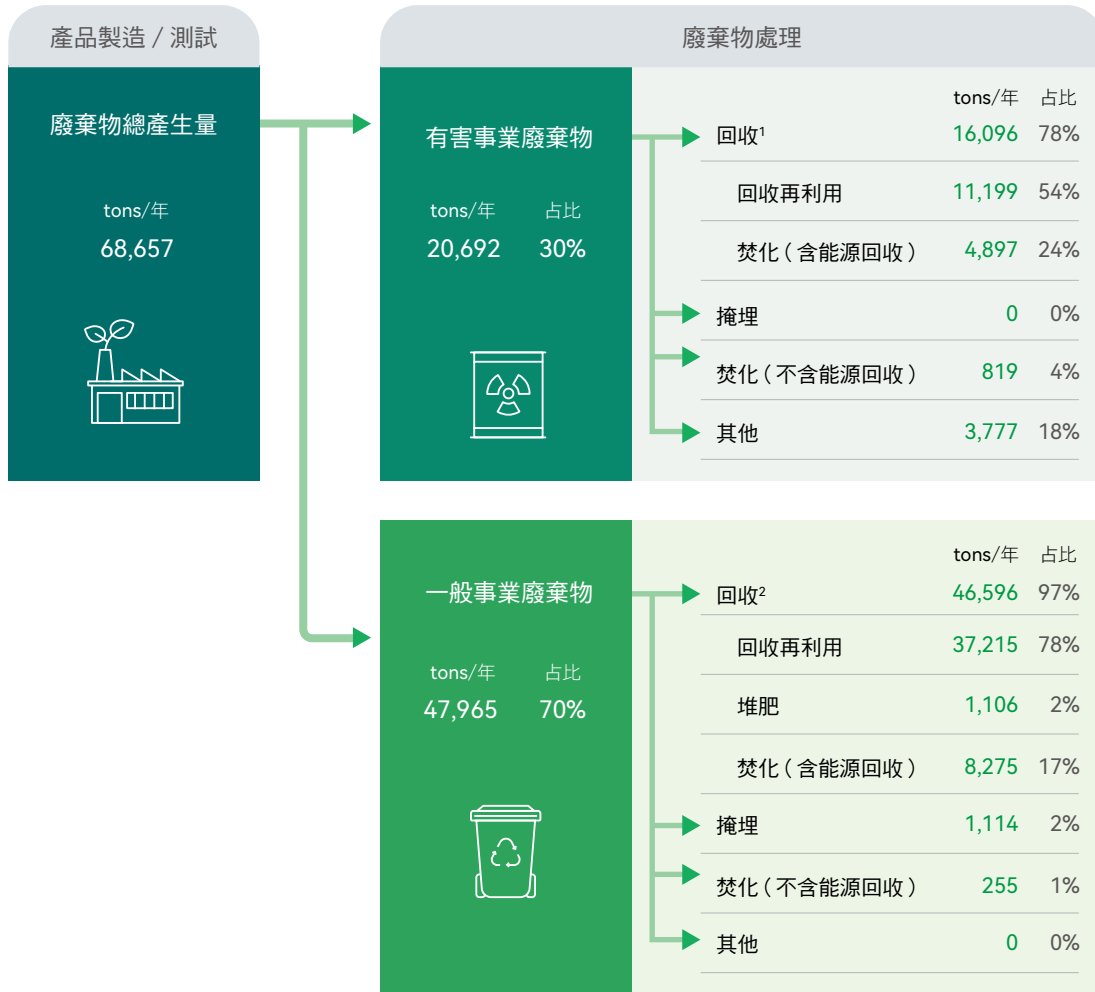 產品製造 / 測試
廢棄物總產生量
tons/年
68,657
廢棄物處理
有害事業廢棄物
tons/年 占比
20,692 30%
tons/年 占比
回收¹ 16,096 78%
回收再利用 11,199 54%
焚化（含能源回收） 4,897 24%
掩埋 0 0%
焚化（不含能源回收） 819 4%
其他 3,777 18%
一般事業廢棄物
tons/年 占比
47,965 70%
tons/年 占比
回收² 46,596 97%
回收再利用 37,215 78%
堆肥 1,106 2%
焚化（含能源回收） 8,275 17%
掩埋 1,114 2%
焚化（不含能源回收） 255 1%
其他 0 0%